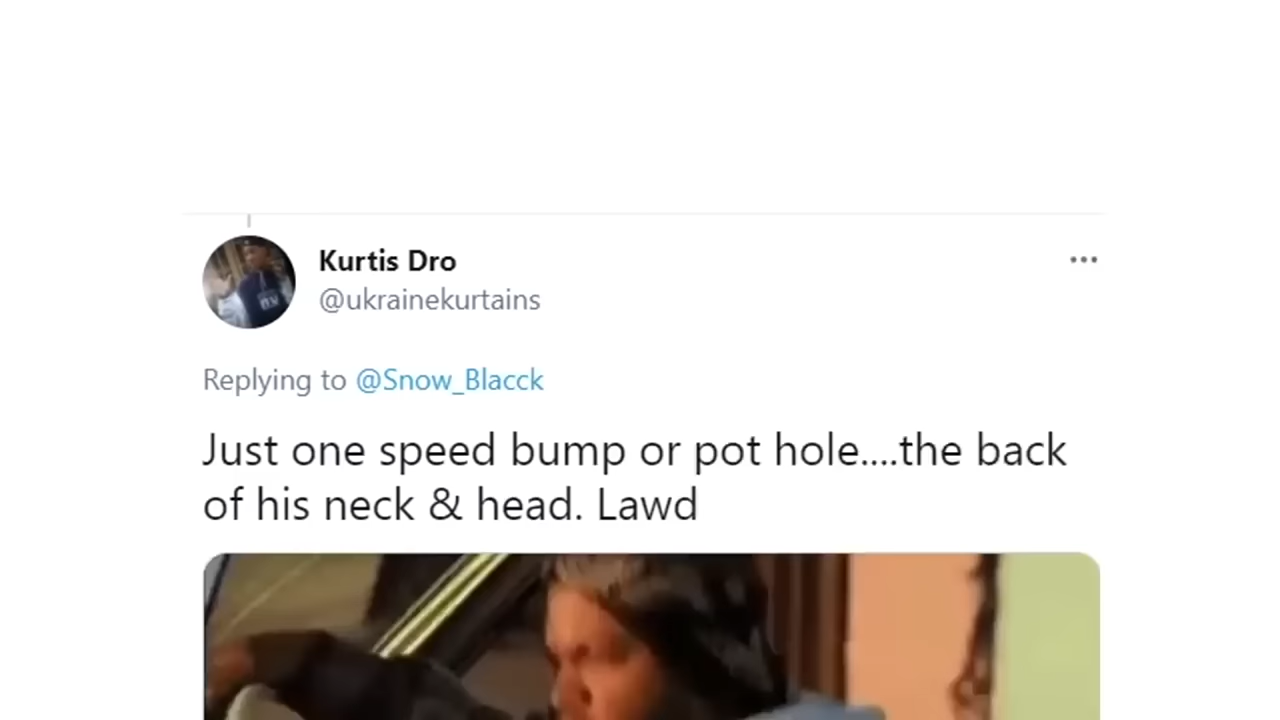 Kurtis Dro
@ukrainekurtains
Replying to @Snow_Blacck
Just one speed bump or pot hole....the back
of his neck & head. Lawd